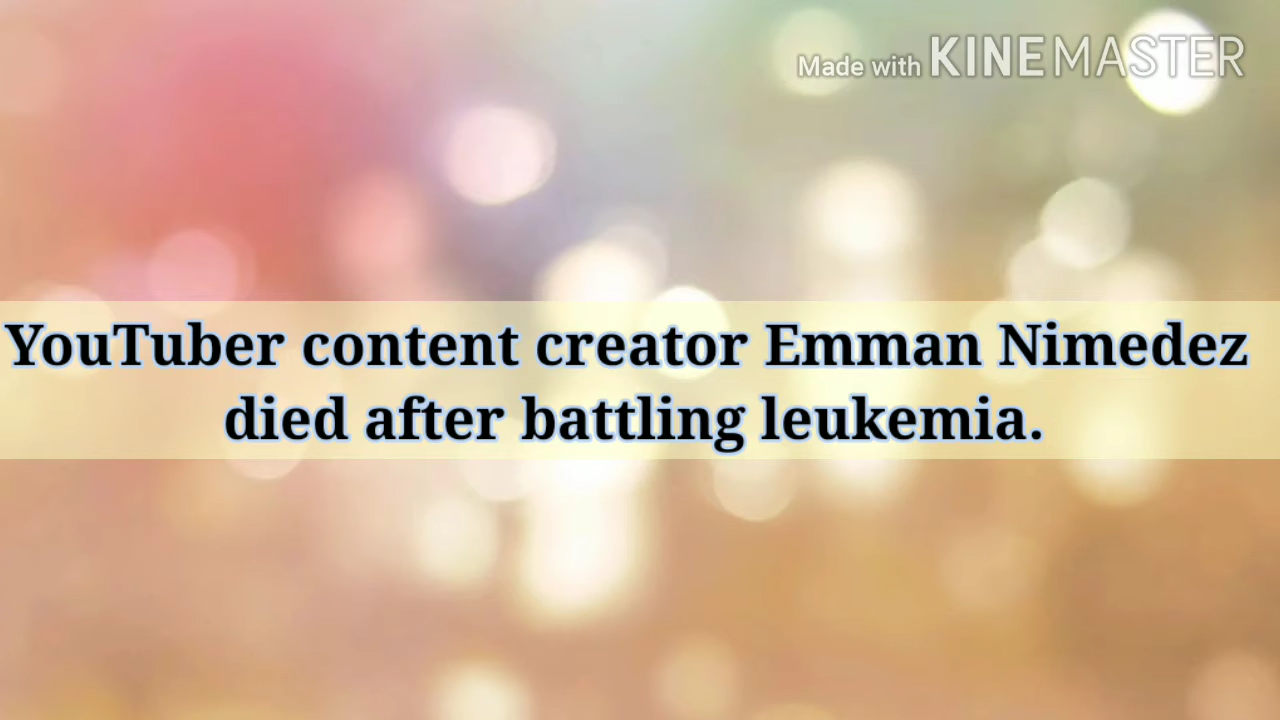 Made with KINEMASTER
YouTuber content creator Emman Nimedez
died after battling leukemia.